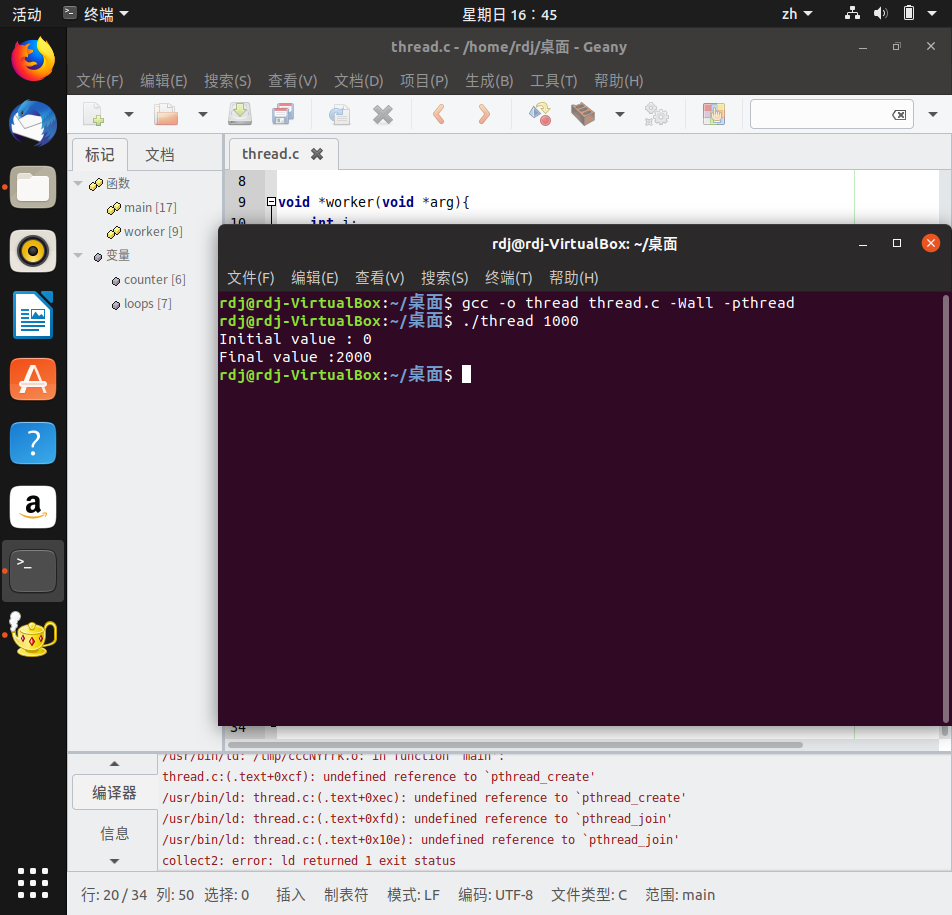 活动 终端 星期日 16：45 zh
thread.c - /home/rdj/桌面 - Geany
文件(F) 编辑(E) 搜索(S) 查看(V) 文档(D) 项目(P) 生成(B) 工具(T) 帮助(H)
标记 文档
thread.c
函数
main [17]
worker [9]
变量
counter [6]
loops [7]
8
9 void *worker(void *arg){
10 int i;
rdj@rdj-VirtualBox: ~/桌面
文件(F) 编辑(E) 查看(V) 搜索(S) 终端(T) 帮助(H)
rdj@rdj-VirtualBox:~/桌面$ gcc -o thread thread.c -Wall -pthread
rdj@rdj-VirtualBox:~/桌面$ ./thread 1000
Initial value : 0
Final value :2000
rdj@rdj-VirtualBox:~/桌面$
34
编译器
信息
/usr/bin/ld: /tmp/cccNYrrk.o: in function `main':
thread.c:(.text+0xcf): undefined reference to `pthread_create'
/usr/bin/ld: thread.c:(.text+0xec): undefined reference to `pthread_create'
/usr/bin/ld: thread.c:(.text+0xfd): undefined reference to `pthread_join'
/usr/bin/ld: thread.c:(.text+0x10e): undefined reference to `pthread_join'
collect2: error: ld returned 1 exit status
行: 20 / 34 列: 50 选择: 0 插入 制表符 模式: LF 编码: UTF-8 文件类型: C 范围: main